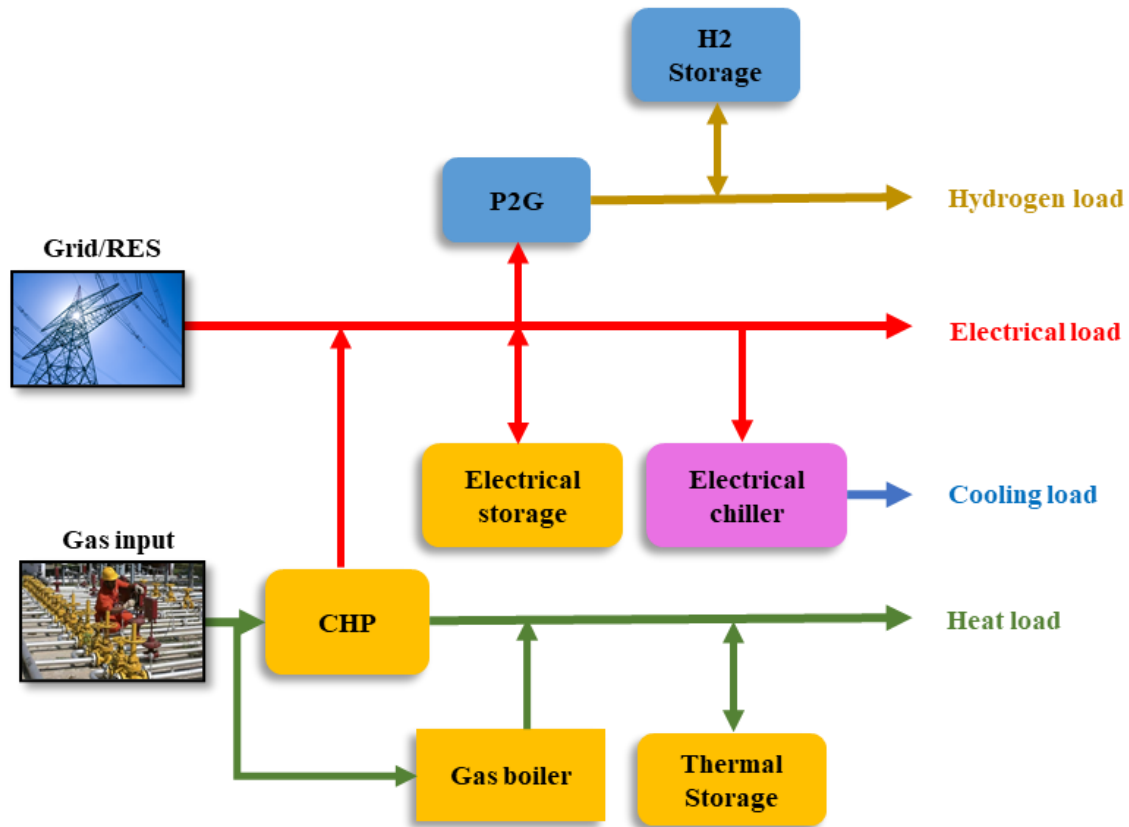 H2
Storage
P2G
Hydrogen load
Grid/RES
Electrical load
Electrical
storage
Electrical
chiller
Cooling load
Gas input
CHP
Heat load
Gas boiler
Thermal
Storage